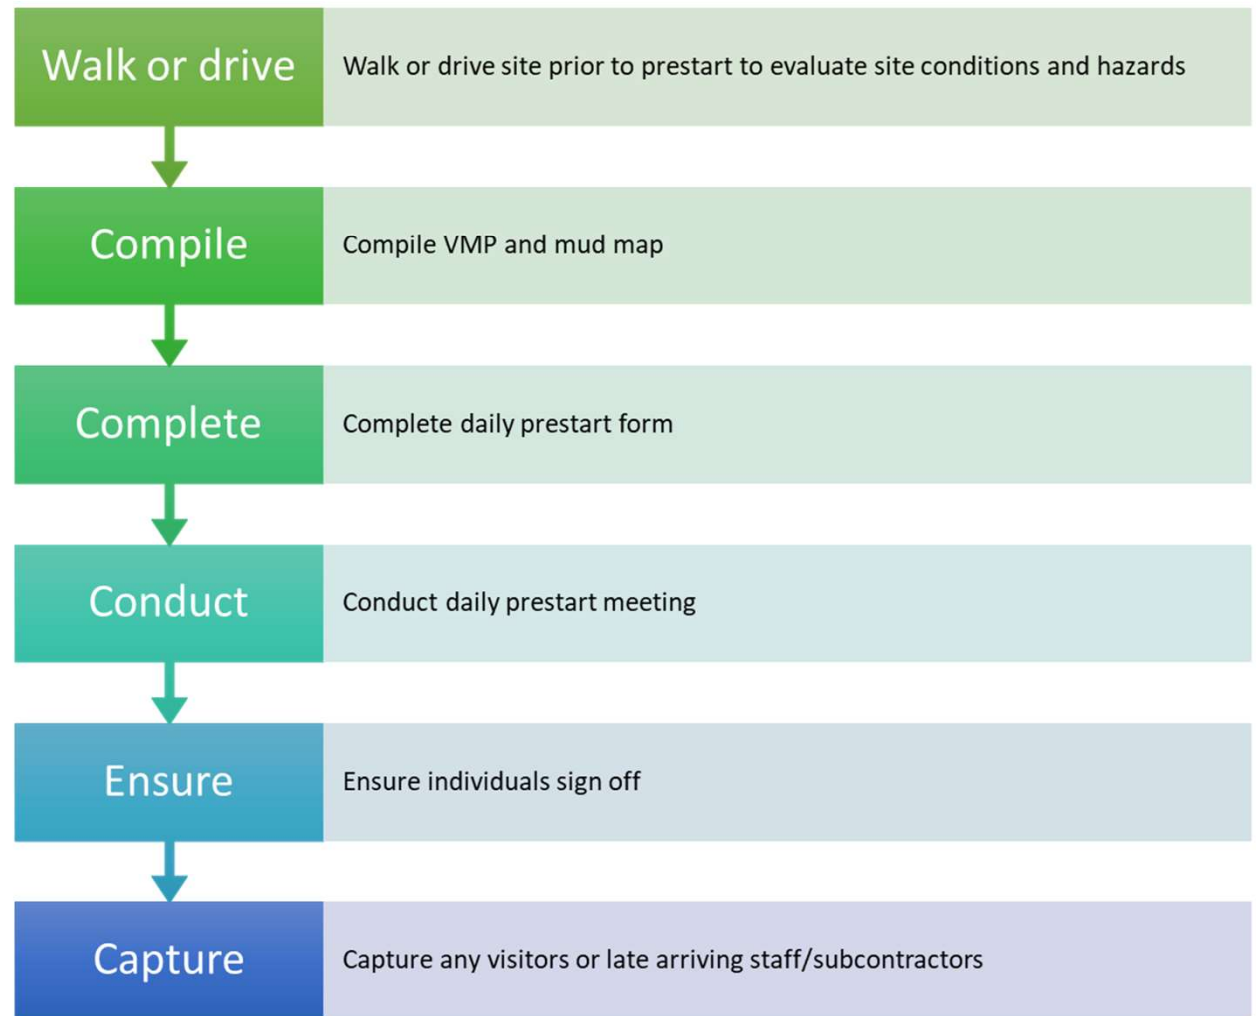 Walk or drive
Walk or drive site prior to prestart to evaluate site conditions and hazards
Compile
Compile VMP and mud map
Complete
Complete daily prestart form
Conduct
Conduct daily prestart meeting
Ensure
Ensure individuals sign off
Capture
Capture any visitors or late arriving staff/subcontractors